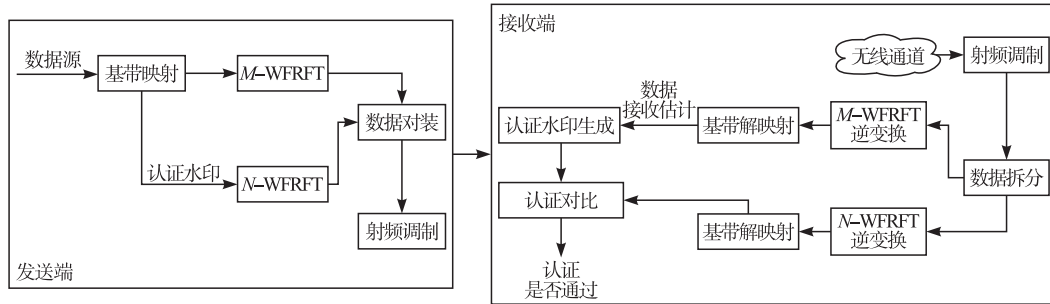 数据源
基带映射
M–WFRFT
数据对装
认证水印
N–WFRFT
射频调制
发送端
接收端
无线通道
射频调制
数据
接收估计
认证水印生成
基带解映射
M–WFRFT
逆变换
数据拆分
认证对比
基带解映射
N–WFRFT
逆变换
认证
是否通过